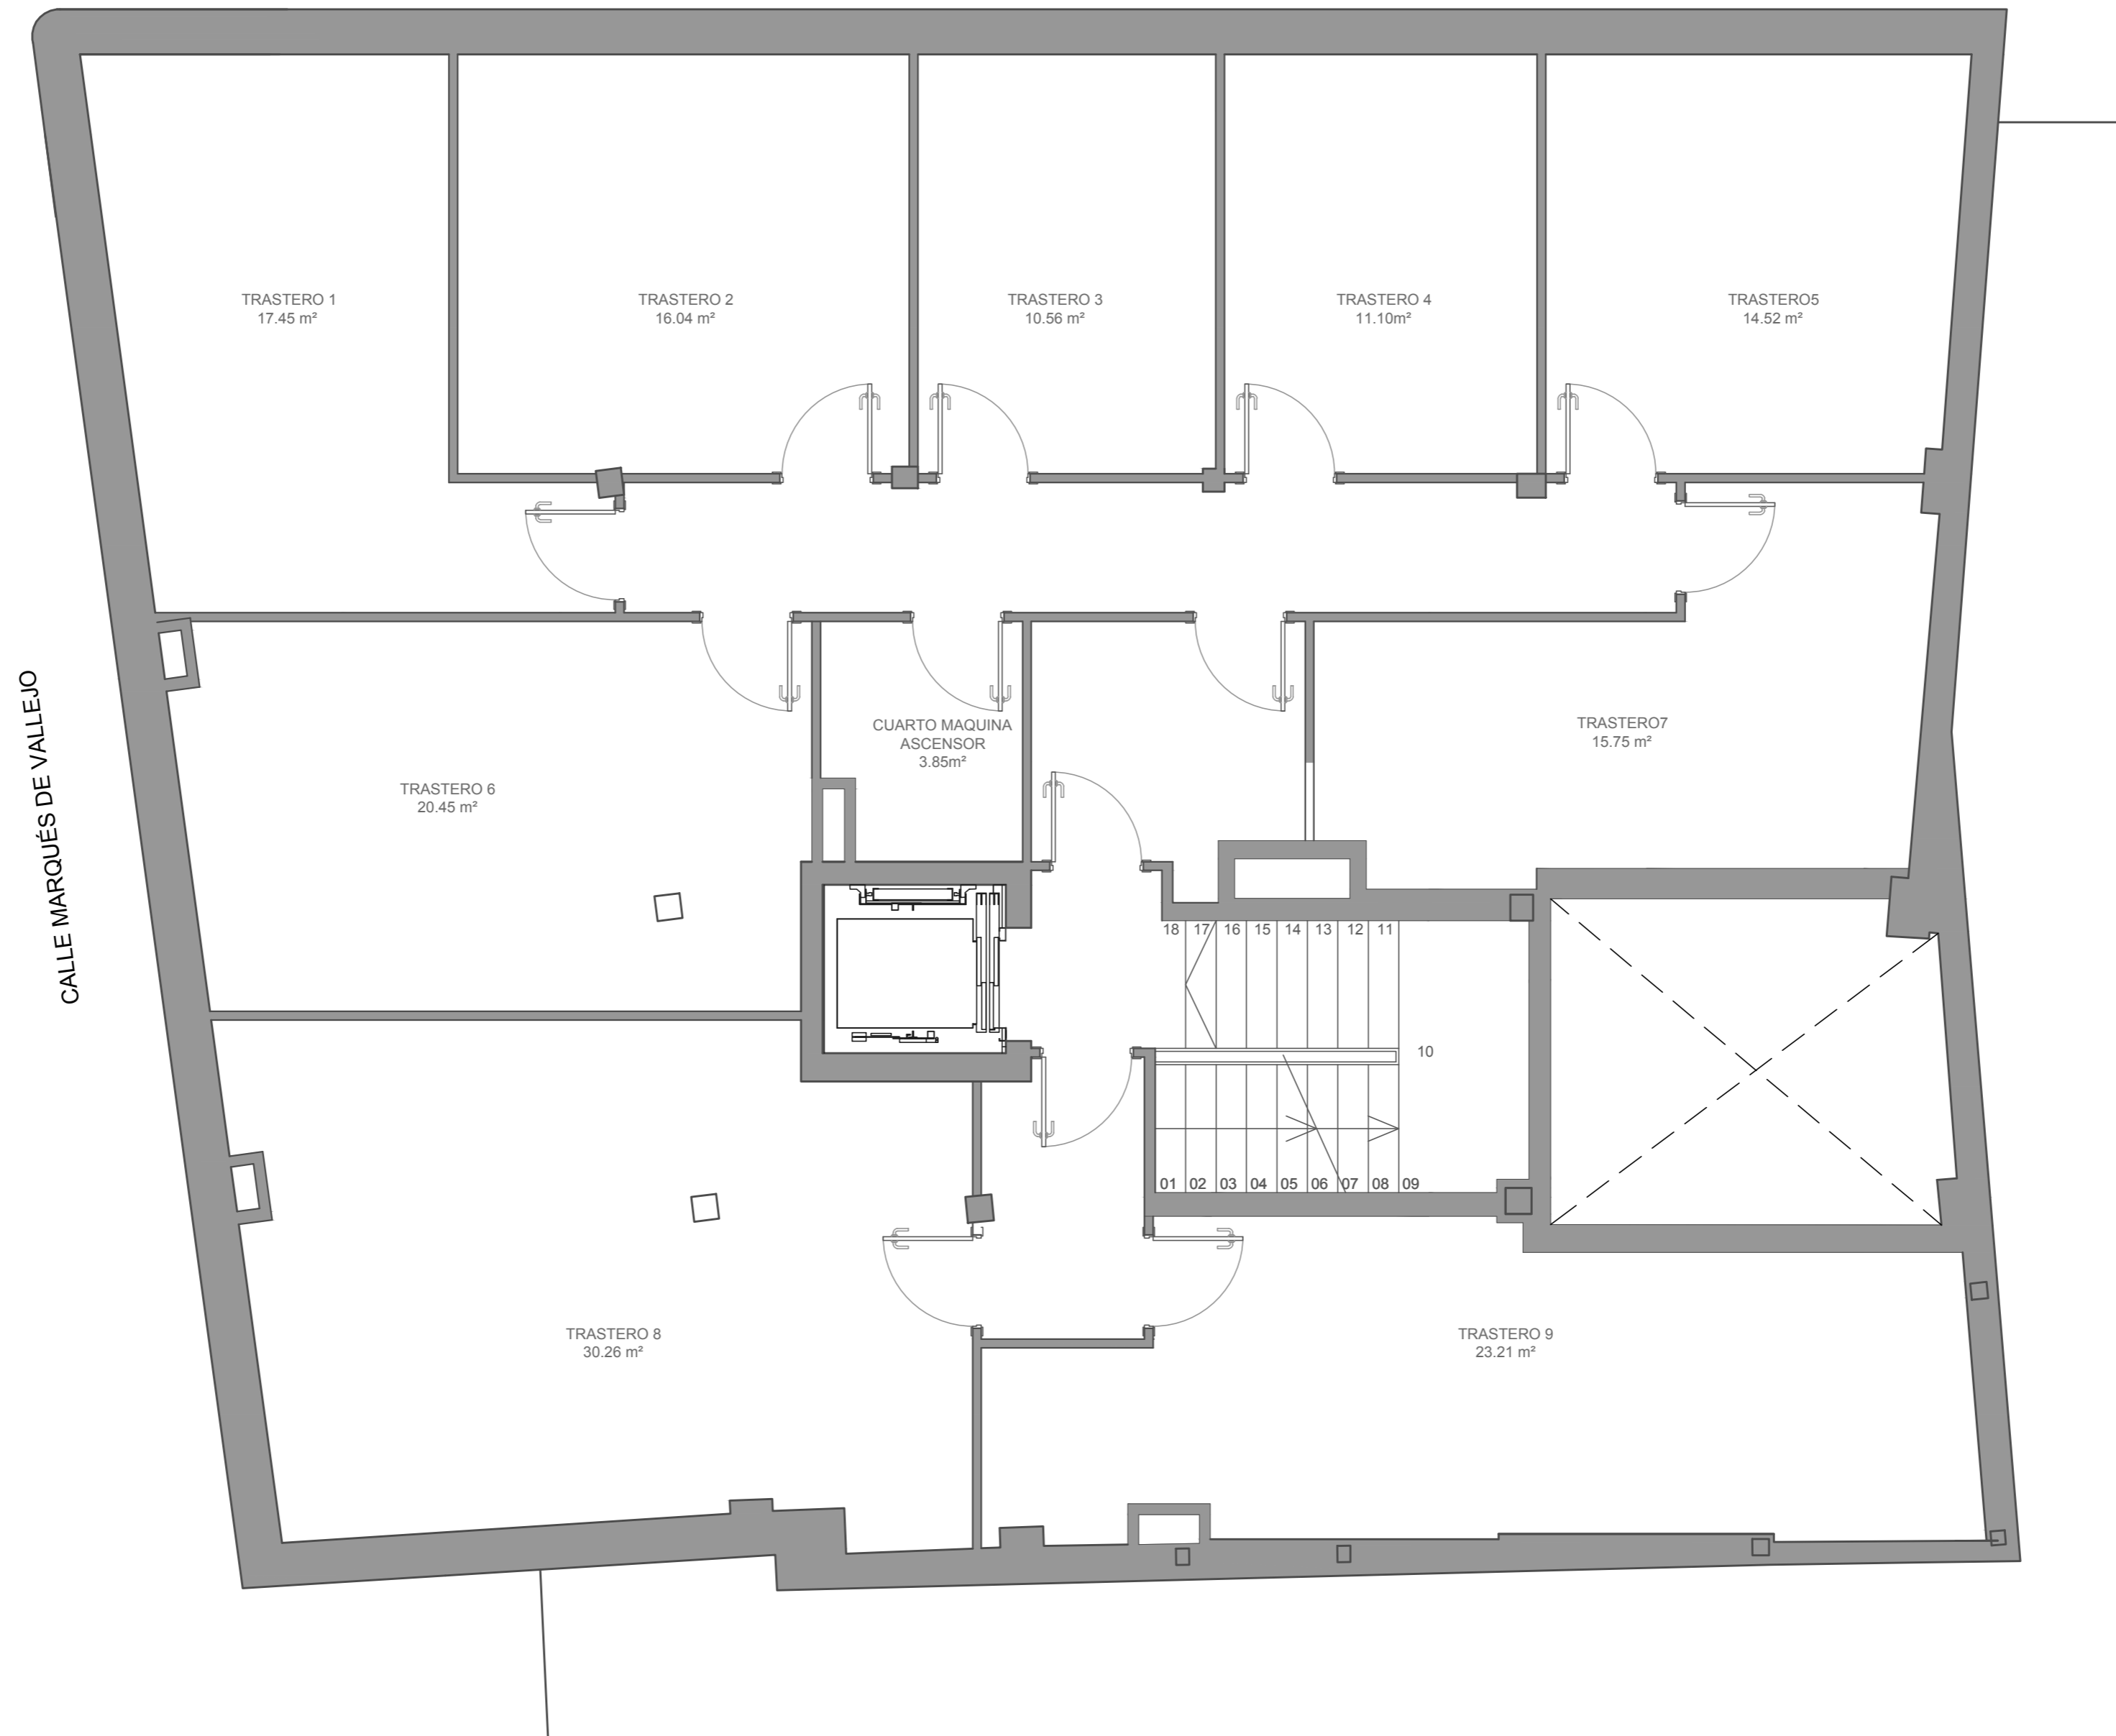 TRASTERO 1
17.45 m²
TRASTERO 2
16.04 m²
TRASTERO 3
10.56 m²
TRASTERO 4
11.10m²
TRASTERO5
14.52 m²
CALLE MARQUÉS DE VALLEJO
TRASTERO 6
20.45 m²
CUARTO MAQUINA
ASCENSOR
3.85m²
TRASTERO7
15.75 m²
18 17 16 15 14 13 12 11
10
01 02 03 04 05 06 07 08 09
TRASTERO 8
30.26 m²
TRASTERO 9
23.21 m²